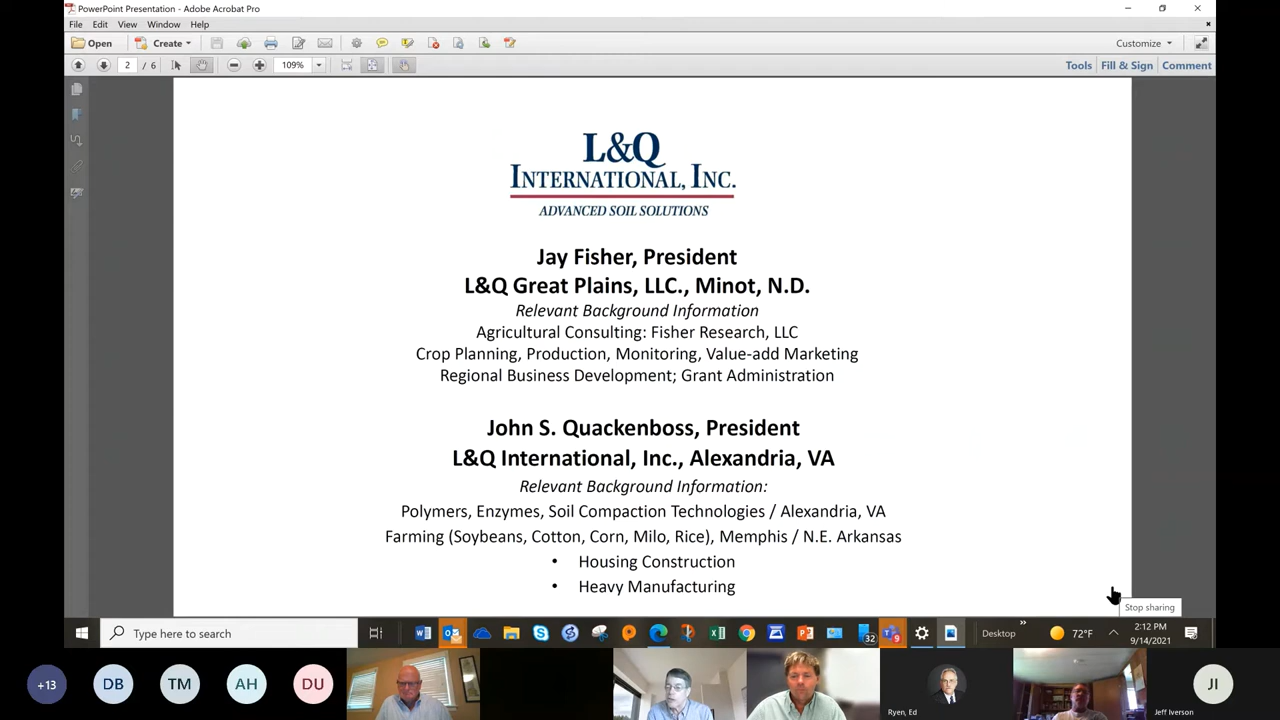 PowerPoint Presentation - Adobe Acrobat Pro
File Edit View Window Help
Open Create Customize
2 / 6 109% Tools Fill & Sign Comment
L&Q
INTERNATIONAL, INC.
ADVANCED SOIL SOLUTIONS
Jay Fisher, President
L&Q Great Plains, LLC., Minot, N.D.
Relevant Background Information
Agricultural Consulting: Fisher Research, LLC
Crop Planning, Production, Monitoring, Value-add Marketing
Regional Business Development; Grant Administration
John S. Quackenboss, President
L&Q International, Inc., Alexandria, VA
Relevant Background Information:
Polymers, Enzymes, Soil Compaction Technologies / Alexandria, VA
Farming (Soybeans, Cotton, Corn, Milo, Rice), Memphis / N.E. Arkansas
• Housing Construction
• Heavy Manufacturing
Stop sharing
Type here to search 32 Desktop 72°F 2:12 PM
9/14/2021
+13 DB TM AH DU JI
Ryen, Ed Jeff Iverson